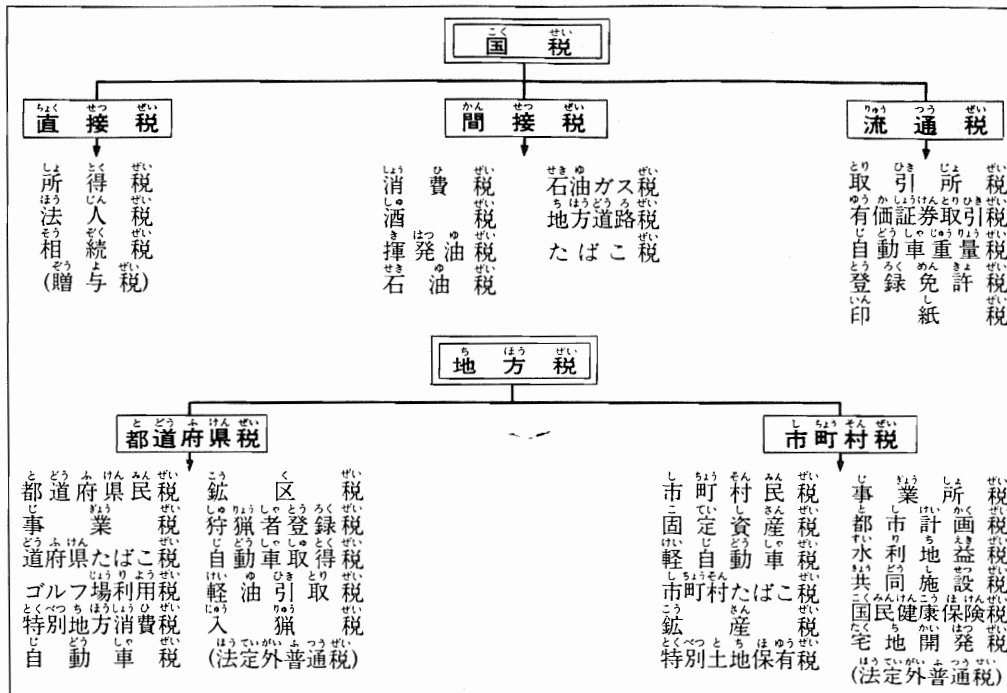 国税
直接税
所得税
法人税
相続税
(贈与税)
間接税
消費税
酒税
揮発油税
石油税
石油ガス税
地方道路税
たばこ税
流通税
取引所税
有価証券取引税
自動車重量税
登録免許税
印紙税
地方税
都道府県税
都道府県民税
事業税
道府県たばこ税
ゴルフ場利用税
特別地方消費税
自動車税
鉱区税
狩猟者登録税
自動車取得税
軽油引取税
入猟税
(法定外普通税)
市町村税
市町村民税
固定資産税
軽自動車税
市町村たばこ税
鉱産税
特別土地保有税
事業所税
都市計画税
水利地益税
共同施設税
国民健康保険税
宅地開発税
(法定外普通税)